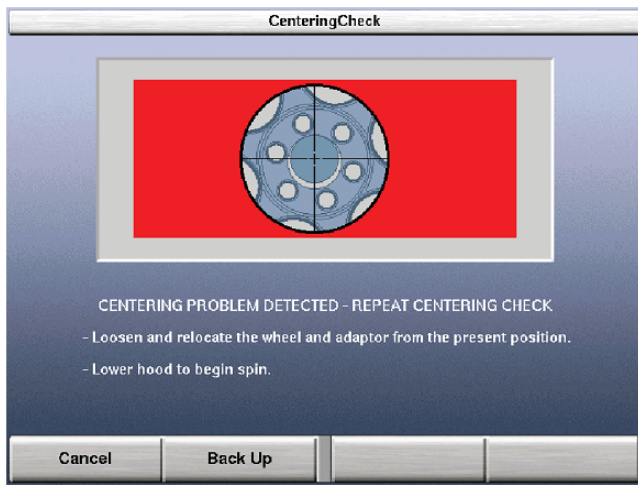 CenteringCheck
CENTERING PROBLEM DETECTED - REPEAT CENTERING CHECK
- Loosen and relocate the wheel and adaptor from the present position.
- Lower hood to begin spin.
Cancel
Back Up